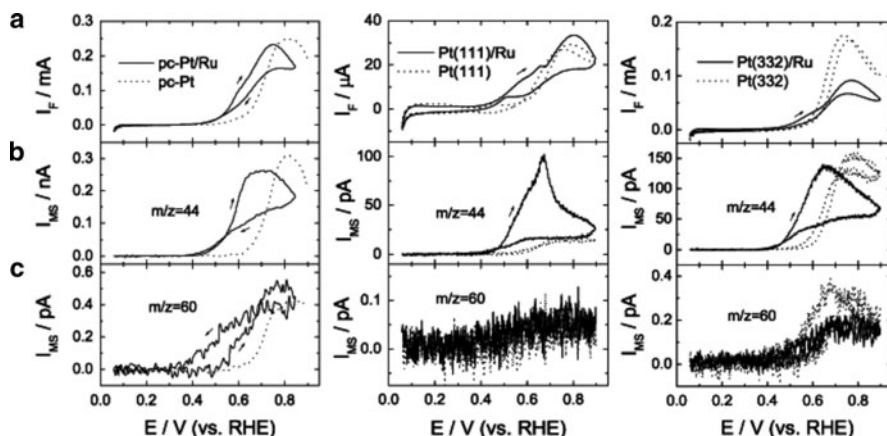 a
0.3
0.2
0.1
0.0
I_F / mA
pc-Pt/Ru
pc-Pt
40
20
0
I_F / µA
Pt(111)/Ru
Pt(111)
0.2
0.1
0.0
I_F / mA
Pt(332)/Ru
Pt(332)
b
0.3
0.2
0.1
0.0
I_MS / nA
m/z=44
100
75
50
25
0
I_MS / pA
m/z=44
150
100
50
0
I_MS / pA
m/z=44
c
0.6
0.4
0.2
0.0
I_MS / pA
m/z=60
0.1
0.0
I_MS / pA
m/z=60
0.4
0.2
0.0
I_MS / pA
m/z=60
0.0 0.2 0.4 0.6 0.8
E / V (vs. RHE)
0.0 0.2 0.4 0.6 0.8
E / V (vs. RHE)
0.0 0.2 0.4 0.6 0.8
E / V (vs. RHE)